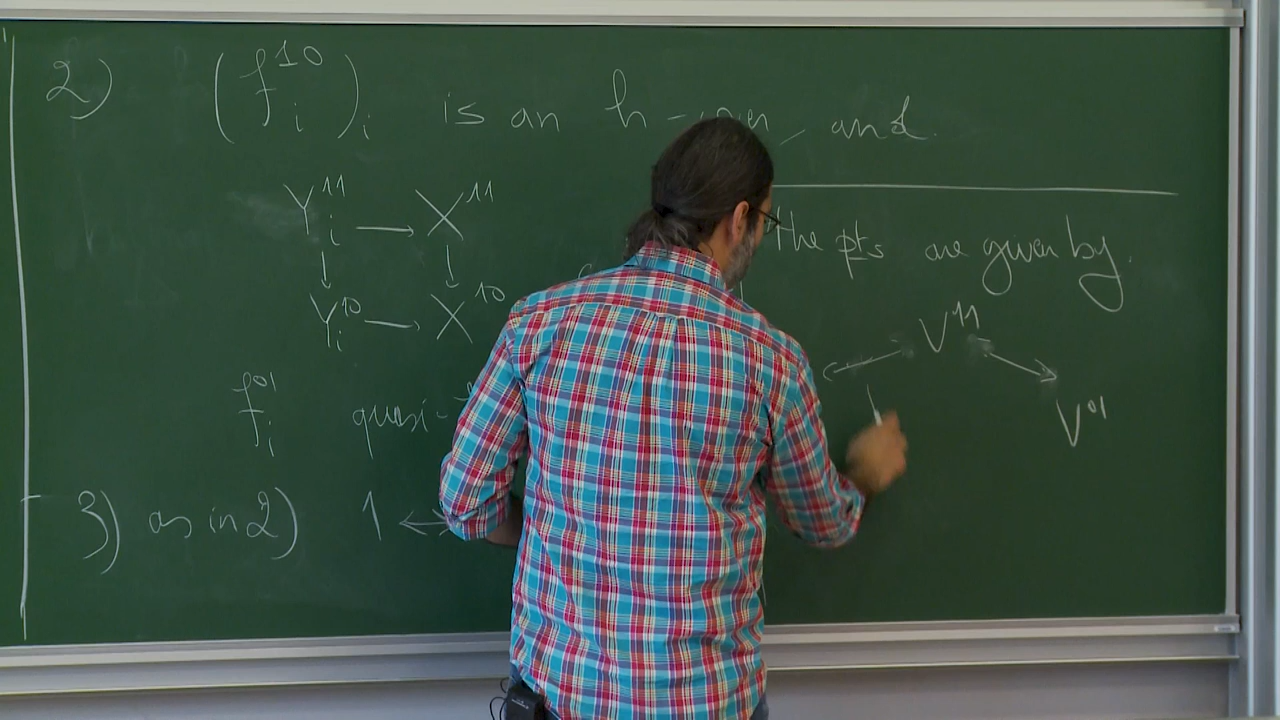 2) (f_i^{10})_i is an h-cover, and
Y_i^{11} → X^{11}
↓ ↓
Y_i^{10} → X^{10}
f_i^{01} quasi-
3) as in 2) 1 ↔
the pts are given by.
V^{11}
V^{01}